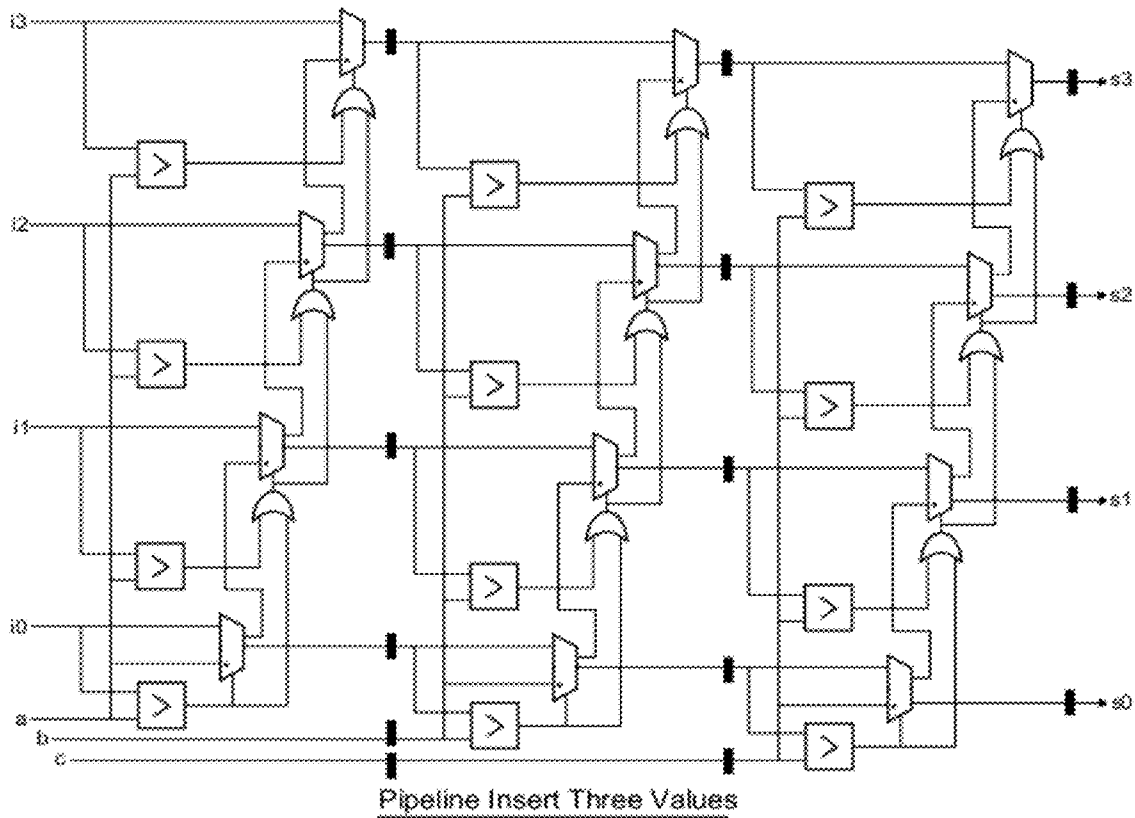 i3
>
>
>
s3
i2
>
>
>
s2
i1
>
>
>
s1
i0
>
>
>
s0
a
b
c
Pipeline Insert Three Values